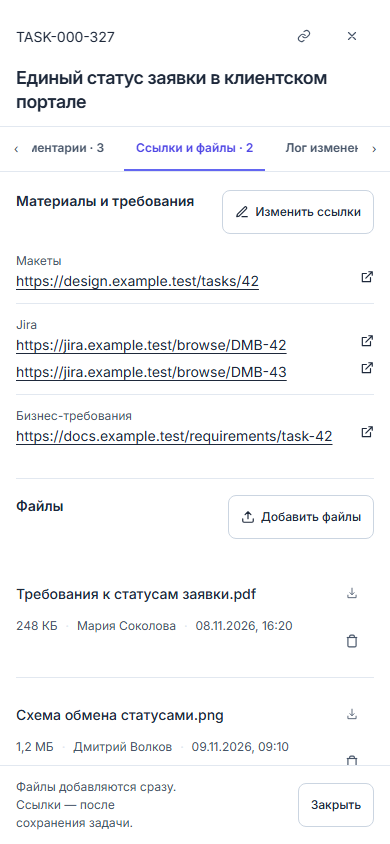 TASK-000-327
Единый статус заявки в клиентском
портале
ментарии · 3
Ссылки и файлы · 2
Лог изменен
Материалы и требования
Изменить ссылки
Макеты
https://design.example.test/tasks/42
Jira
https://jira.example.test/browse/DMB-42
https://jira.example.test/browse/DMB-43
Бизнес-требования
https://docs.example.test/requirements/task-42
Файлы
Добавить файлы
Требования к статусам заявки.pdf
248 КБ · Мария Соколова · 08.11.2026, 16:20
Схема обмена статусами.png
1,2 МБ · Дмитрий Волков · 09.11.2026, 09:10
Файлы добавляются сразу.
Ссылки — после
сохранения задачи.
Закрыть